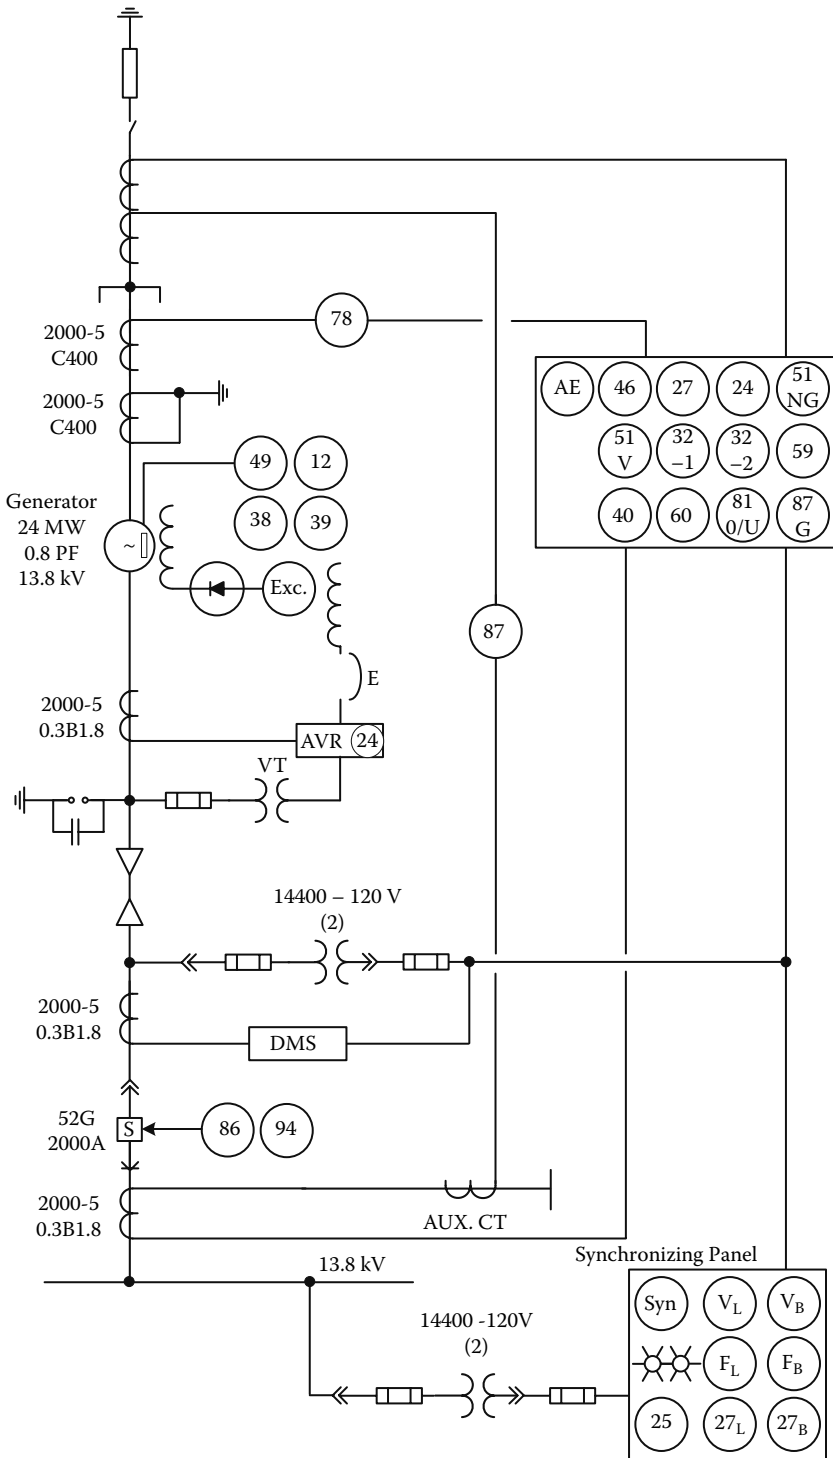 2000-5
C400
78
2000-5
C400
AE
46
27
24
51
NG
51
V
32
–1
32
–2
59
40
60
81
0/U
87
G
Generator
24 MW
0.8 PF
13.8 kV
~
49
12
38
39
Exc.
87
E
2000-5
0.3B1.8
AVR
24
VT
14400 – 120 V
(2)
2000-5
0.3B1.8
DMS
52G
2000A
S
86
94
2000-5
0.3B1.8
AUX. CT
13.8 kV
Synchronizing Panel
14400 -120V
(2)
Syn
VL
VB
FL
FB
25
27L
27B